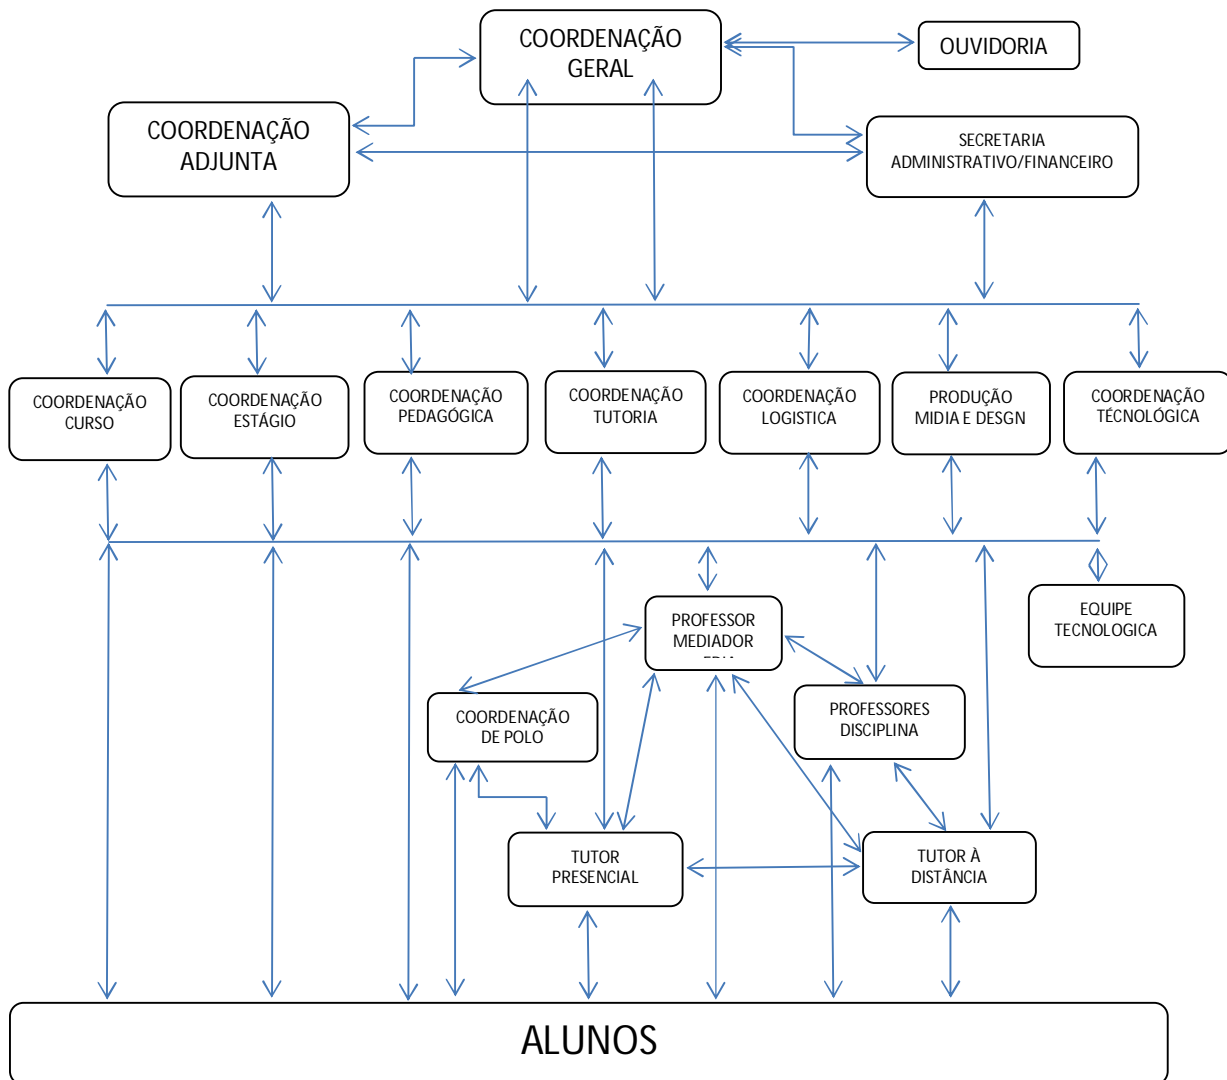 COORDENAÇÃO
GERAL
OUVIDORIA
COORDENAÇÃO
ADJUNTA
SECRETARIA
ADMINISTRATIVO/FINANCEIRO
COORDENAÇÃO
CURSO
COORDENAÇÃO
ESTÁGIO
COORDENAÇÃO
PEDAGÓGICA
COORDENAÇÃO
TUTORIA
COORDENAÇÃO
LOGISTICA
PRODUÇÃO
MIDIA E DESGN
COORDENAÇÃO
TÉCNOLÓGICA
PROFESSOR
MEDIADOR
EQUIPE
TECNOLOGICA
COORDENAÇÃO
DE POLO
PROFESSORES
DISCIPLINA
TUTOR
PRESENCIAL
TUTOR À
DISTÂNCIA
ALUNOS